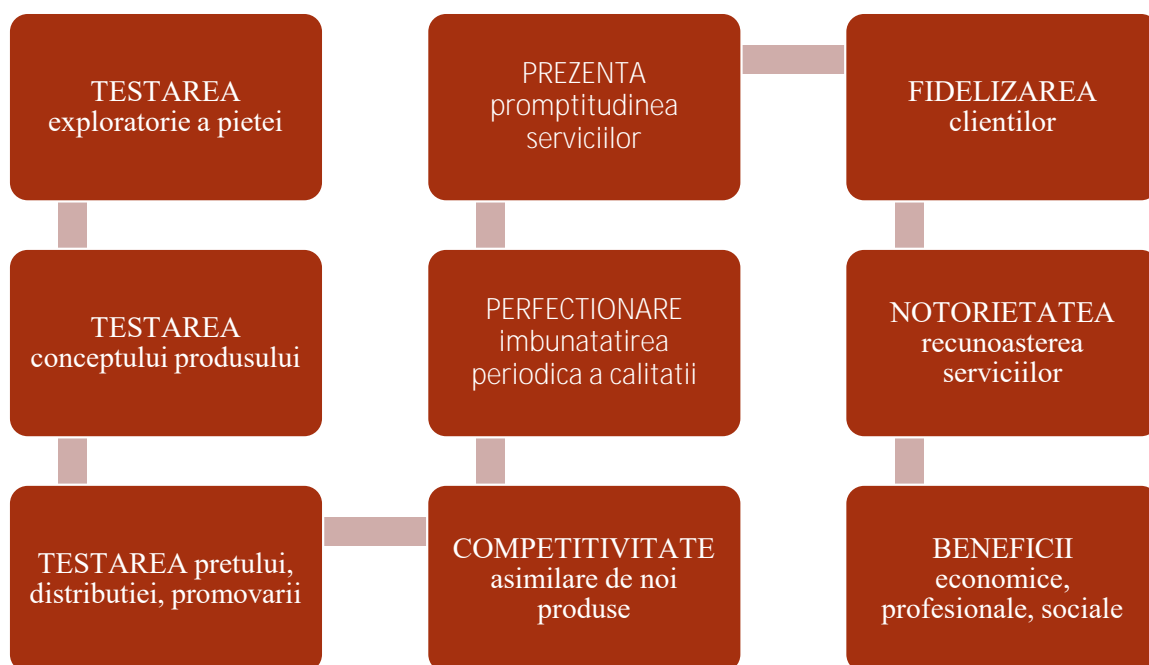 TESTAREA
exploratorie a pietei
TESTAREA
conceptului produsului
TESTAREA pretului,
distributiei, promovarii
COMPETITIVITATE
asimilare de noi
produse
PERFECTIONARE
imbunatatirea
periodica a calitatii
PREZENTA
promptitudinea
serviciilor
FIDELIZAREA
clientilor
NOTORIETATEA
recunoasterea
serviciilor
BENEFICII
economice,
profesionale, sociale